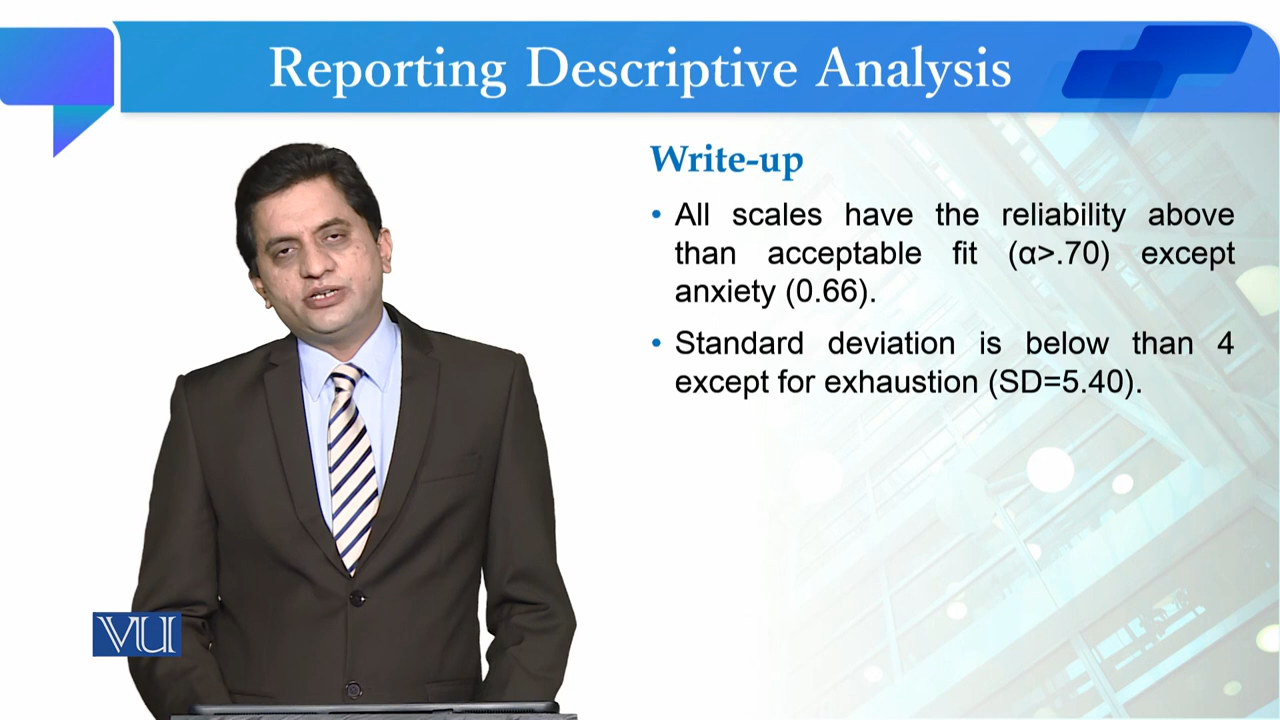 Reporting Descriptive Analysis
Write-up
• All scales have the reliability above
than acceptable fit (α>.70) except
anxiety (0.66).
• Standard deviation is below than 4
except for exhaustion (SD=5.40).
VU